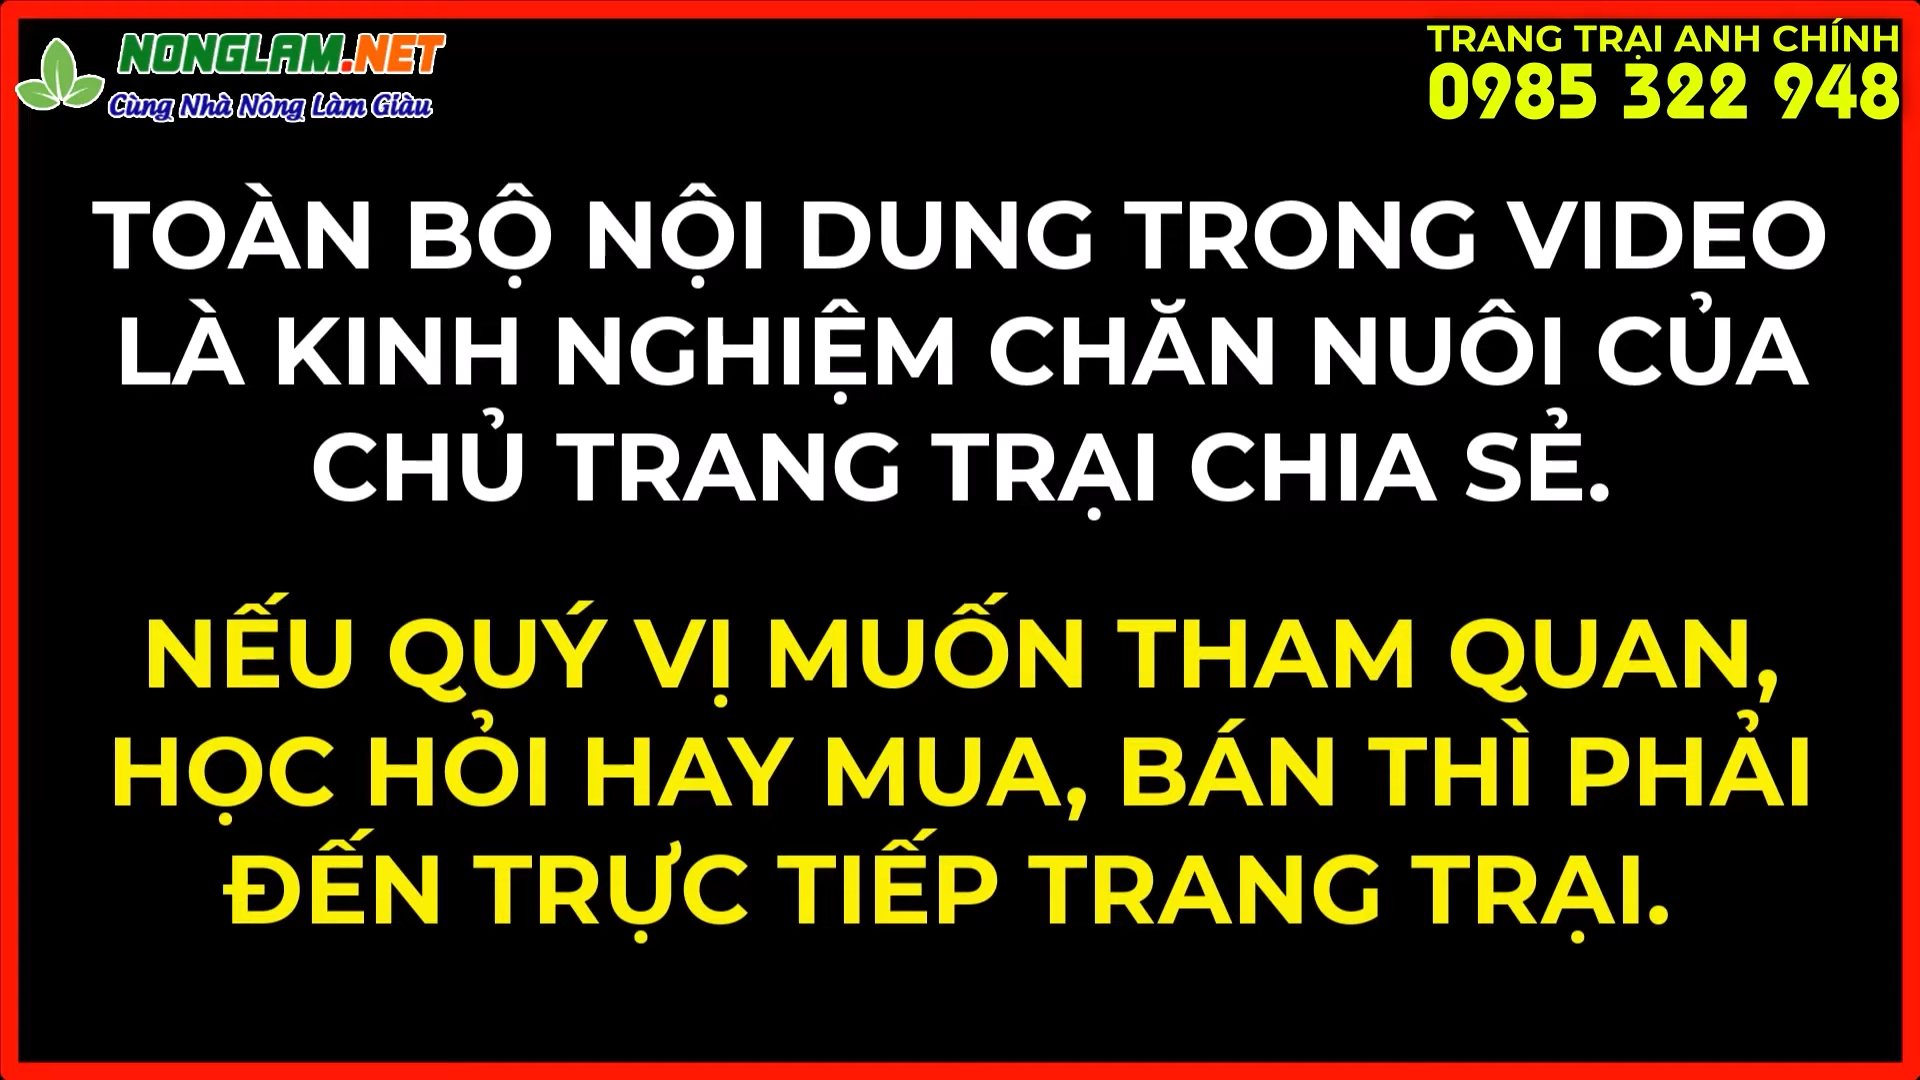 NONGLAM.NET
Cùng Nhà Nông Làm Giàu
TRANG TRẠI ANH CHÍNH
0985 322 948
TOÀN BỘ NỘI DUNG TRONG VIDEO
LÀ KINH NGHIỆM CHĂN NUÔI CỦA
CHỦ TRANG TRẠI CHIA SẺ.
NẾU QUÝ VỊ MUỐN THAM QUAN,
HỌC HỎI HAY MUA, BÁN THÌ PHẢI
ĐẾN TRỰC TIẾP TRANG TRẠI.